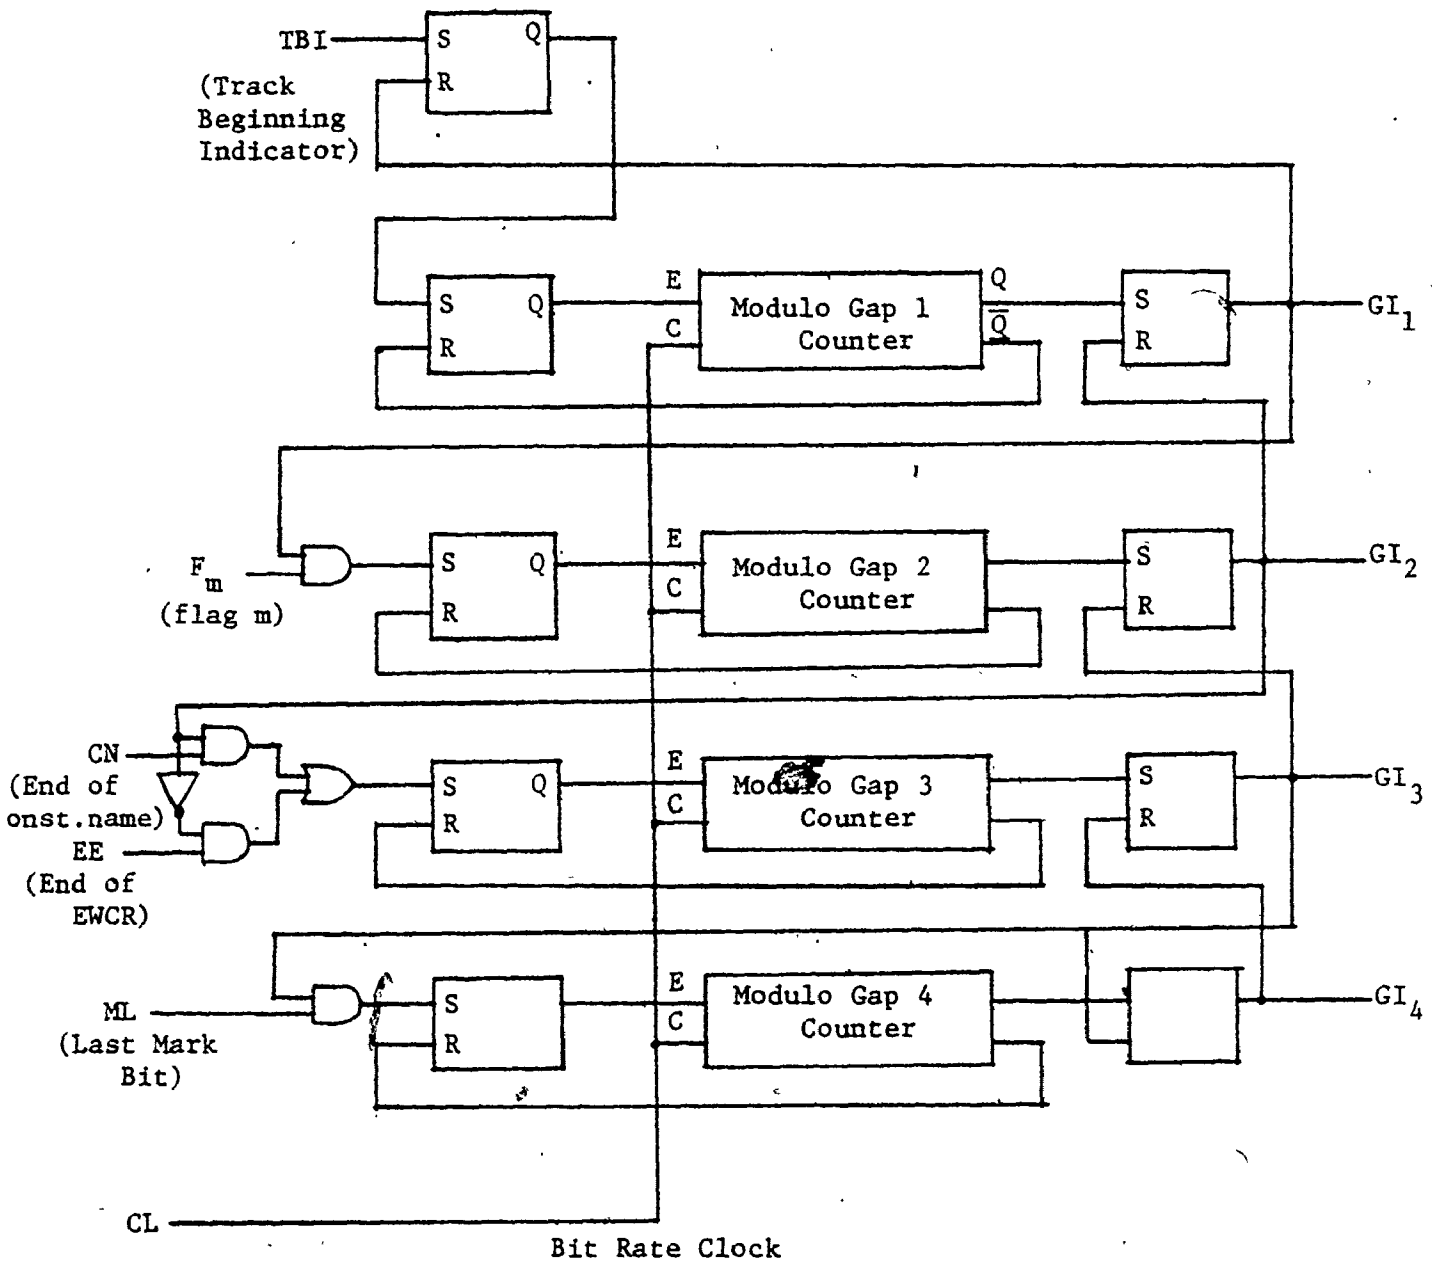 TBI S Q
R
(Track
Beginning
Indicator)
S Q E Modulo Gap 1 Q S GI1
R C Counter Q̅ R
Fm S Q E Modulo Gap 2 S GI2
(flag m) R C Counter R
CN
(End of
onst.name)
S Q E Modulo Gap 3 S GI3
R C Counter R
EE
(End of
EWCR)
ML S E Modulo Gap 4 GI4
R C Counter
(Last Mark
Bit)
CL
Bit Rate Clock